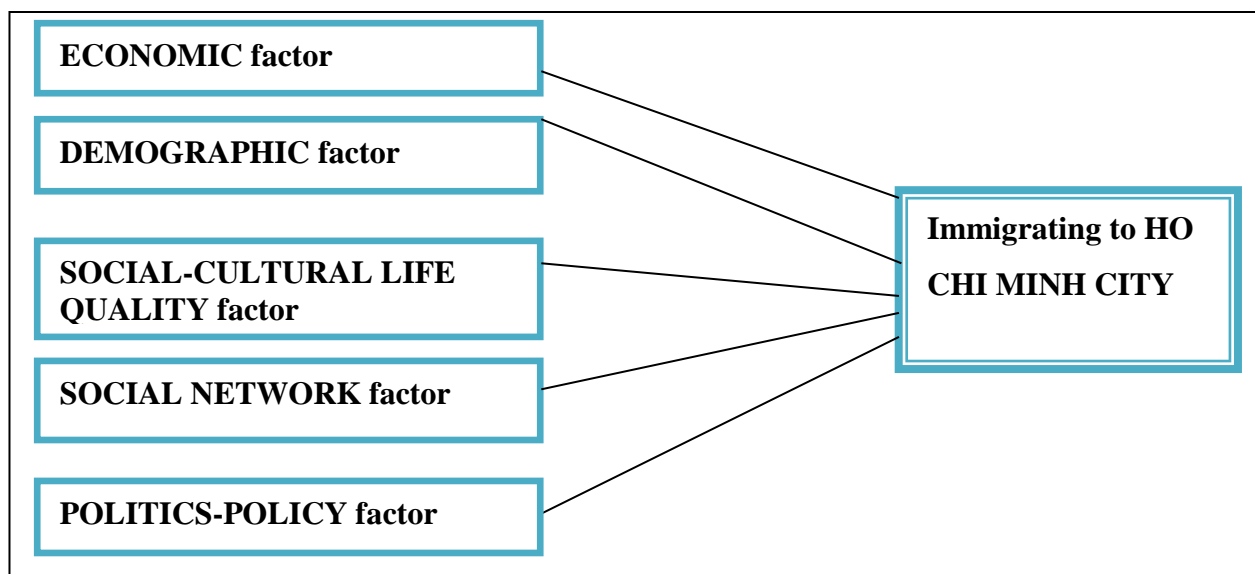 ECONOMIC factor
DEMOGRAPHIC factor
SOCIAL-CULTURAL LIFE
QUALITY factor
SOCIAL NETWORK factor
POLITICS-POLICY factor
Immigrating to HO
CHI MINH CITY